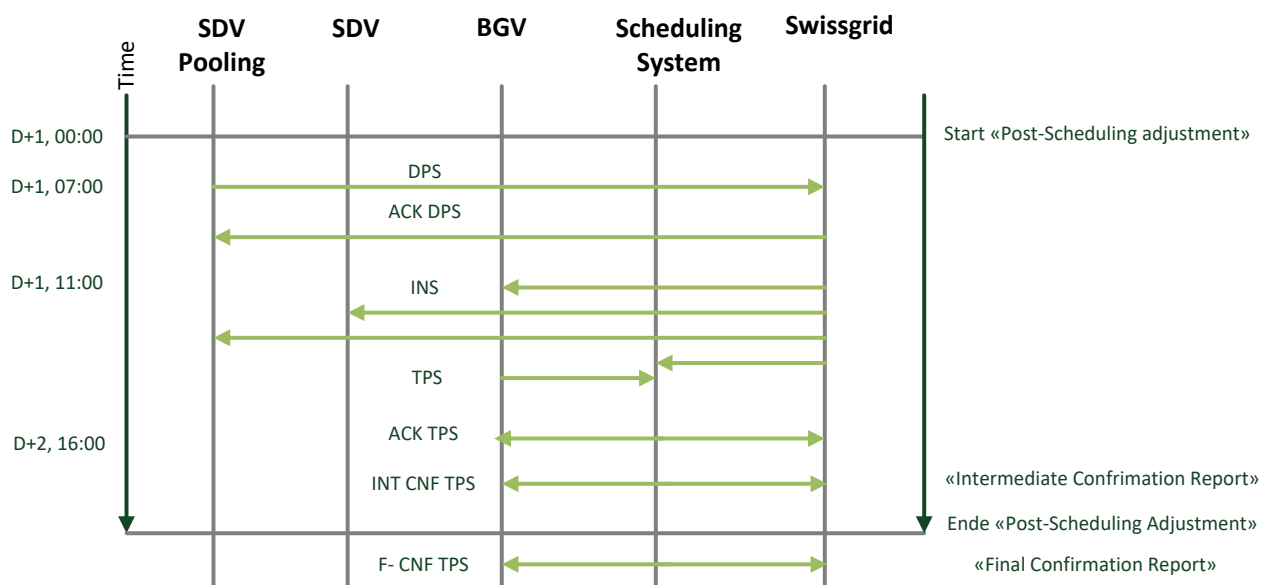 Time
SDV
Pooling
SDV
BGV
Scheduling
System
Swissgrid
D+1, 00:00
Start «Post-Scheduling adjustment»
D+1, 07:00
DPS
ACK DPS
D+1, 11:00
INS
TPS
D+2, 16:00
ACK TPS
INT CNF TPS
«Intermediate Confrimation Report»
Ende «Post-Scheduling Adjustment»
F- CNF TPS
«Final Confirmation Report»